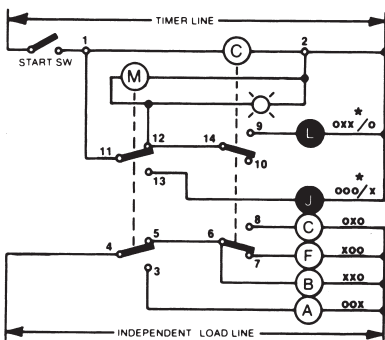 TIMER LINE
1
C
2
START SW
M
12
14
9
L
*
OXX/O
11
10
13
J
*
OOO/X
8
C
OXO
4
5
6
7
F
XOO
B
XXO
3
A
OOX
INDEPENDENT LOAD LINE